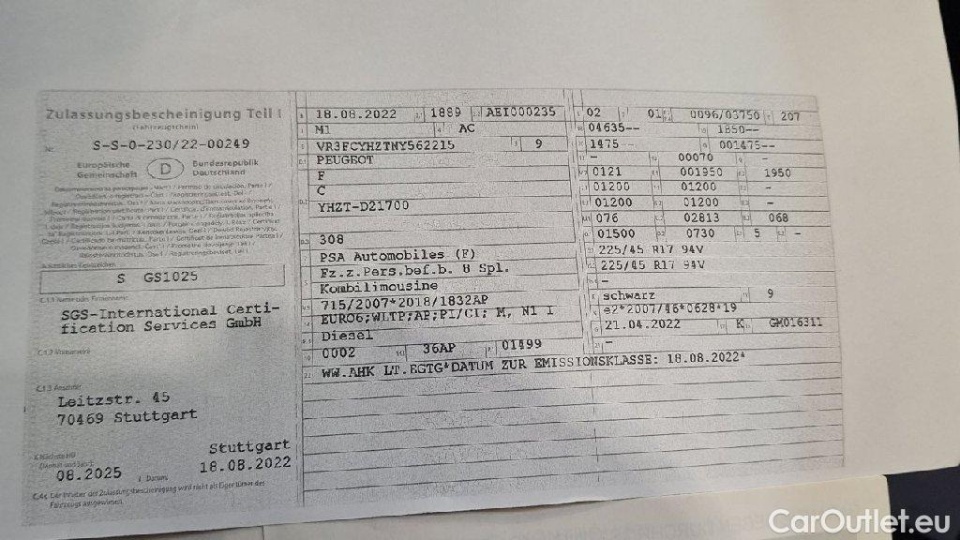 Zulassungsbescheinigung Teil I
(Fahrzeugschein)
Nr. S-S-0-230/22-00249
Europäische Gemeinschaft D Bundesrepublik Deutschland
S GS1025
SGS-International Certi-
fication Services GmbH
C.1.3 Anschrift
Leitzstr. 45
70469 Stuttgart
Stuttgart
08.2025 18.08.2022
18.08.2022 1889 AEI000235
M1 AC
VR3FCYHZTNY562215 9
PEUGEOT
F
C
YHZT-D21700
308
PSA Automobiles (F)
Fz.z.Pers.bef.b. 8 Spl.
Kombilimousine
715/2007*2018/1832AP
EURO6;WLTP;AP;PI/CI; M, N1 I
Diesel
0002 36AP 01499
WW.AHK LT.EGTG*DATUM ZUR EMISSIONSKLASSE: 18.08.2022*
02 01 0096/03750 207
04635-- 1850--
1475-- 001475--
- 00070 -
0121 001950 1950
01200 01200 -
01200 01200 -
076 02813 068
01500 0730 5 -
225/45 R17 94V
225/45 R17 94V
-
schwarz 9
e2*2007/46*0628*19
21.04.2022 K GM016311
-
CarOutlet.eu